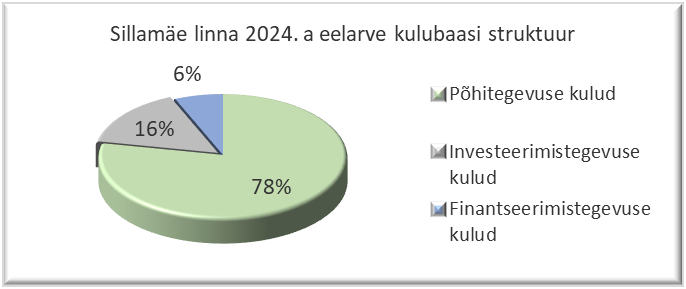 Sillamäe linna 2024. a eelarve kulubaasi struktuur
6%
16%
78%
Põhitegevuse kulud
Investeerimistegevuse
kulud
Finantseerimistegevuse
kulud